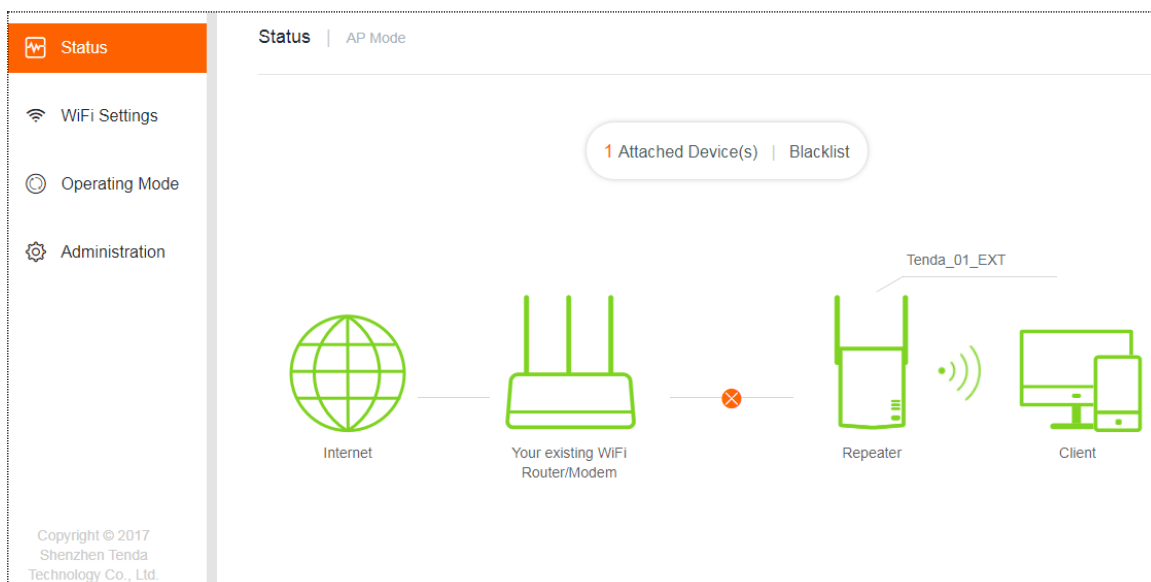 Status
WiFi Settings
Operating Mode
Administration
Copyright © 2017
Shenzhen Tenda
Technology Co., Ltd.
Status | AP Mode
1 Attached Device(s) | Blacklist
Tenda_01_EXT
Internet
Your existing WiFi
Router/Modem
Repeater
Client